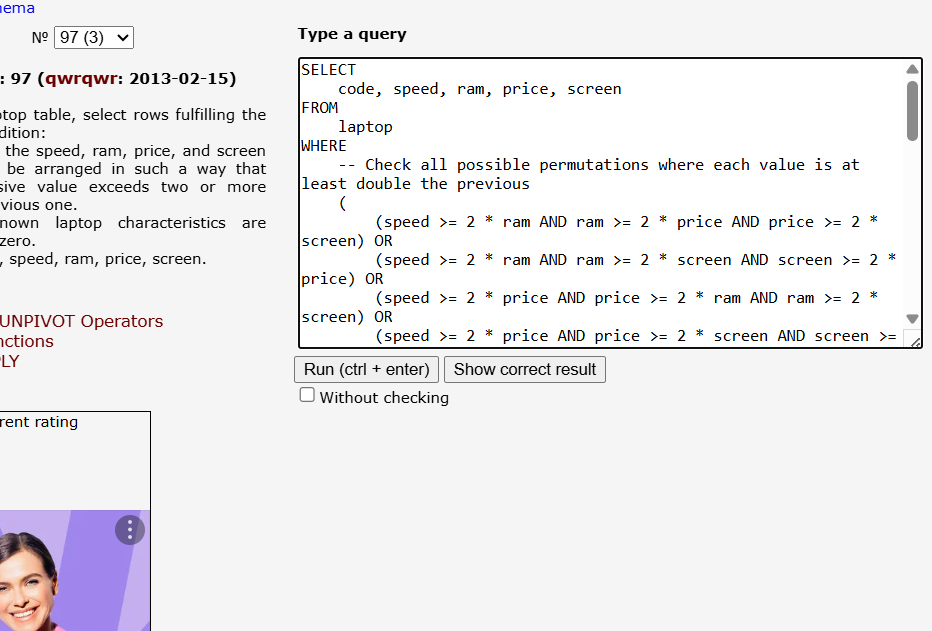 hema
№ 97 (3)
: 97 (qwrqwr: 2013-02-15)
top table, select rows fulfilling the
dition:
the speed, ram, price, and screen
be arranged in such a way that
sive value exceeds two or more
vious one.
nown laptop characteristics are
zero.
, speed, ram, price, screen.
UNPIVOT Operators
nctions
PLY
rent rating
Type a query
SELECT
code, speed, ram, price, screen
FROM
laptop
WHERE
-- Check all possible permutations where each value is at
least double the previous
(
(speed >= 2 * ram AND ram >= 2 * price AND price >= 2 *
screen) OR
(speed >= 2 * ram AND ram >= 2 * screen AND screen >= 2 *
price) OR
(speed >= 2 * price AND price >= 2 * ram AND ram >= 2 *
screen) OR
(speed >= 2 * price AND price >= 2 * screen AND screen >=
Run (ctrl + enter) Show correct result
Without checking